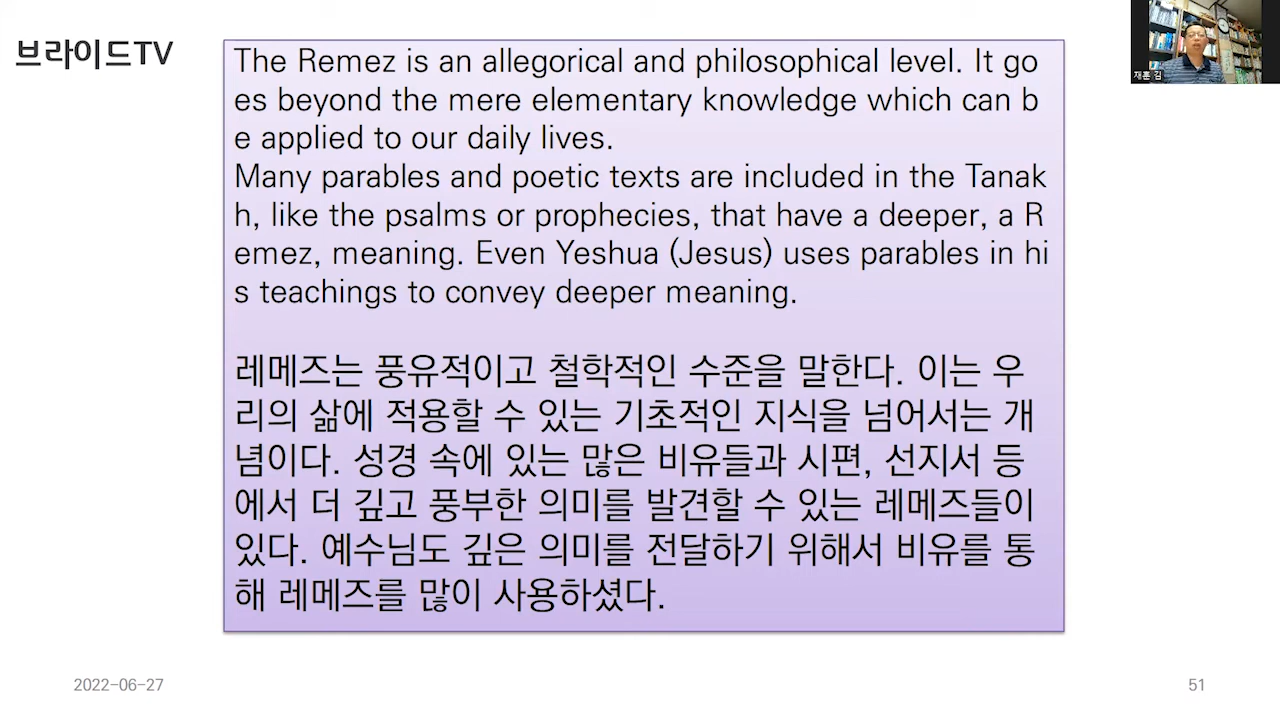 브라이드TV
재훈 김
The Remez is an allegorical and philosophical level. It go
es beyond the mere elementary knowledge which can b
e applied to our daily lives.
Many parables and poetic texts are included in the Tanak
h, like the psalms or prophecies, that have a deeper, a R
emez, meaning. Even Yeshua (Jesus) uses parables in hi
s teachings to convey deeper meaning.
레메즈는 풍유적이고 철학적인 수준을 말한다. 이는 우
리의 삶에 적용할 수 있는 기초적인 지식을 넘어서는 개
념이다. 성경 속에 있는 많은 비유들과 시편, 선지서 등
에서 더 깊고 풍부한 의미를 발견할 수 있는 레메즈들이
있다. 예수님도 깊은 의미를 전달하기 위해서 비유를 통
해 레메즈를 많이 사용하셨다.
2022-06-27
51